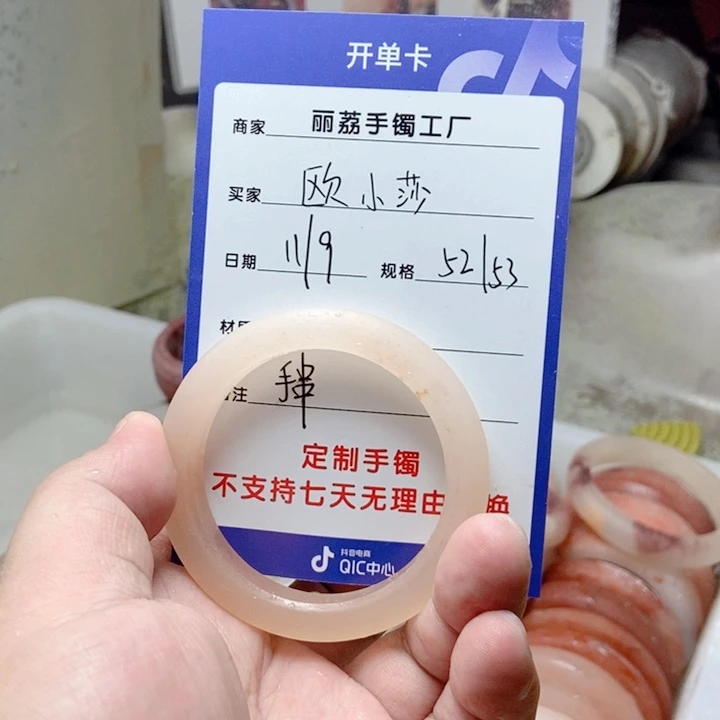 开单卡
商家 丽荔手镯工厂
买家 欧小莎
日期 11/9 规格 52/53
材
注
定制手镯
不支持七天无理由 换
抖音电商
QIC中心